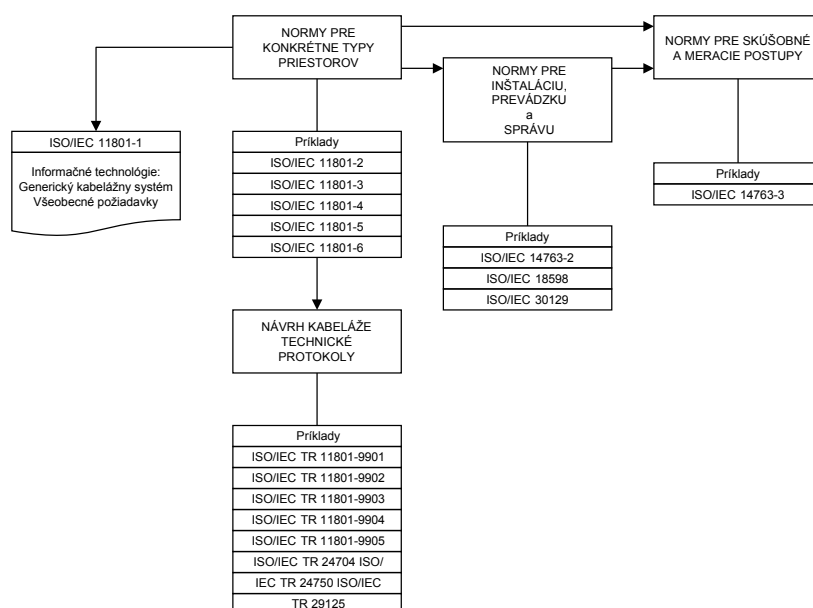 NORMY PRE
KONKRÉTNE TYPY
PRIESTOROV
NORMY PRE SKÚŠOBNÉ
A MERACIE POSTUPY
NORMY PRE
INŠTALÁCIU,
PREVÁDZKU
a
SPRÁVU
ISO/IEC 11801-1
Informačné technológie:
Generický kabelážny systém
Všeobecné požiadavky
Príklady
ISO/IEC 11801-2
ISO/IEC 11801-3
ISO/IEC 11801-4
ISO/IEC 11801-5
ISO/IEC 11801-6
Príklady
ISO/IEC 14763-3
Príklady
ISO/IEC 14763-2
ISO/IEC 18598
ISO/IEC 30129
NÁVRH KABELÁŽE
TECHNICKÉ
PROTOKOLY
Príklady
ISO/IEC TR 11801-9901
ISO/IEC TR 11801-9902
ISO/IEC TR 11801-9903
ISO/IEC TR 11801-9904
ISO/IEC TR 11801-9905
ISO/IEC TR 24704 ISO/
IEC TR 24750 ISO/IEC
TR 29125